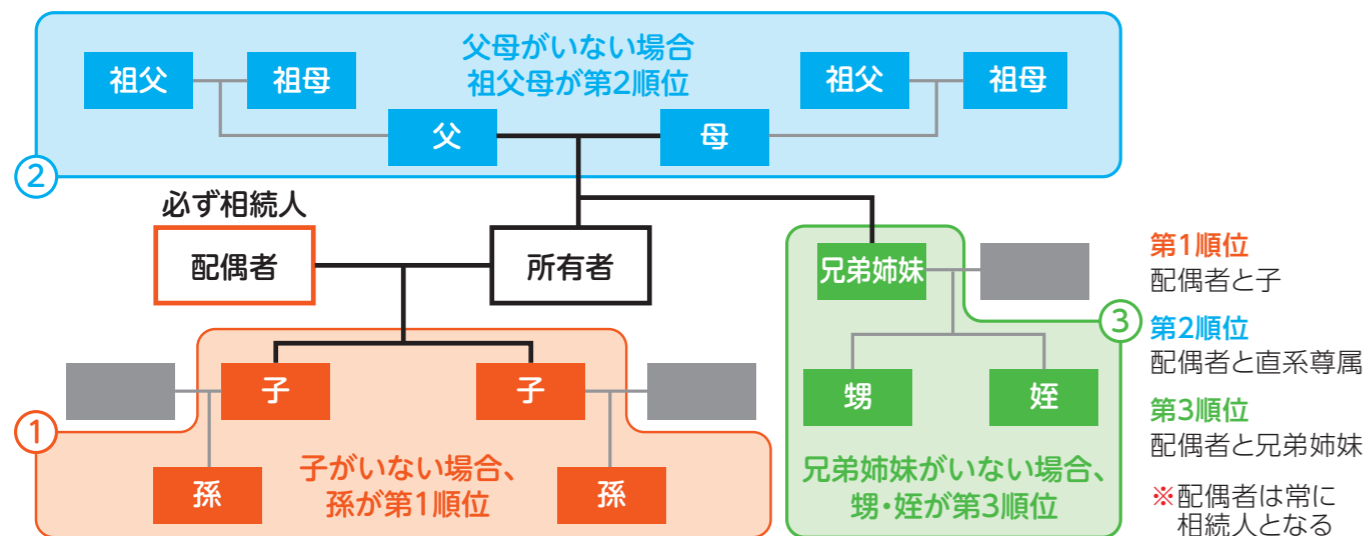 父母がいない場合
祖父母が第2順位
祖父
祖母
祖父
祖母
父
母
②
必ず相続人
配偶者
所有者
兄弟姉妹
③
甥
姪
兄弟姉妹がいない場合、
甥・姪が第3順位
子
子
①
孫
孫
子がいない場合、
孫が第1順位
第1順位
配偶者と子
第2順位
配偶者と直系尊属
第3順位
配偶者と兄弟姉妹
※配偶者は常に
相続人となる